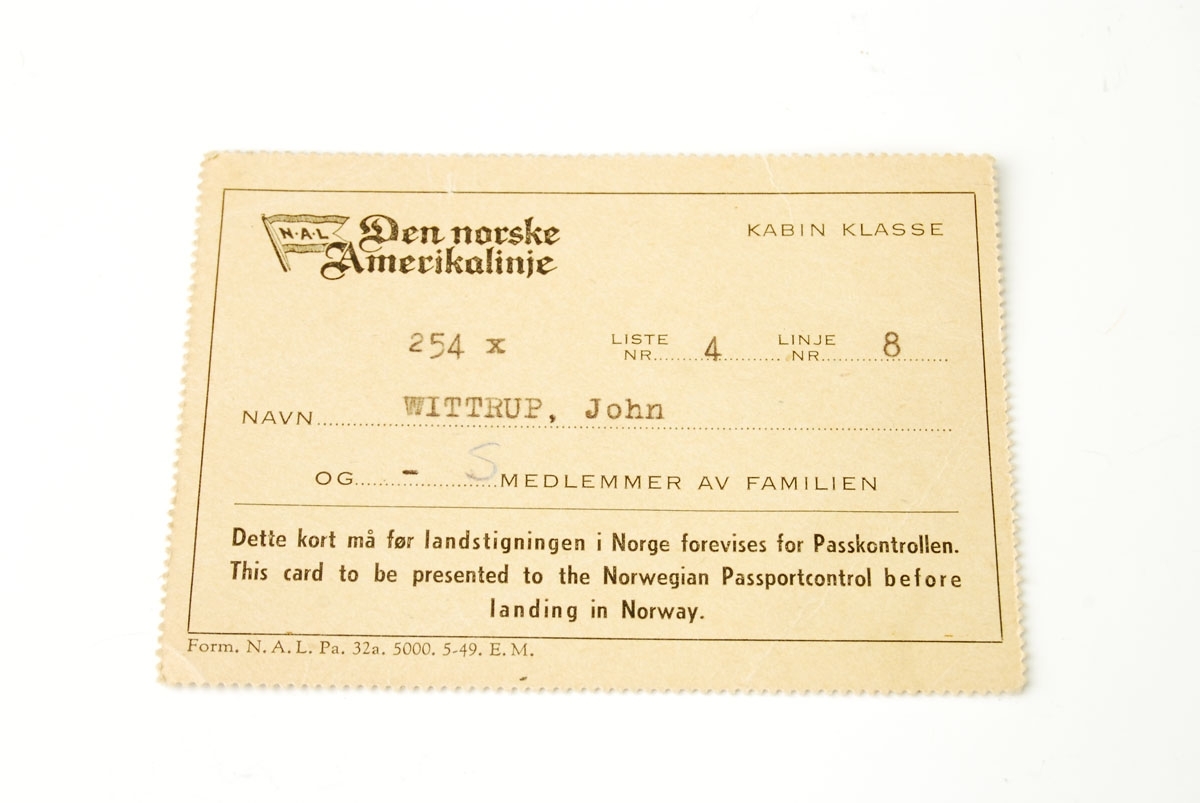 N·A·L
Den norske
Amerikalinje
KABIN KLASSE
254 x
LISTE
NR. 4
LINJE
NR. 8
NAVN WITTRUP, John
OG - S MEDLEMMER AV FAMILIEN
Dette kort må før landstigningen i Norge forevises for Passkontrollen.
This card to be presented to the Norwegian Passportcontrol before
landing in Norway.
Form. N. A. L. Pa. 32a. 5000. 5-49. E. M.